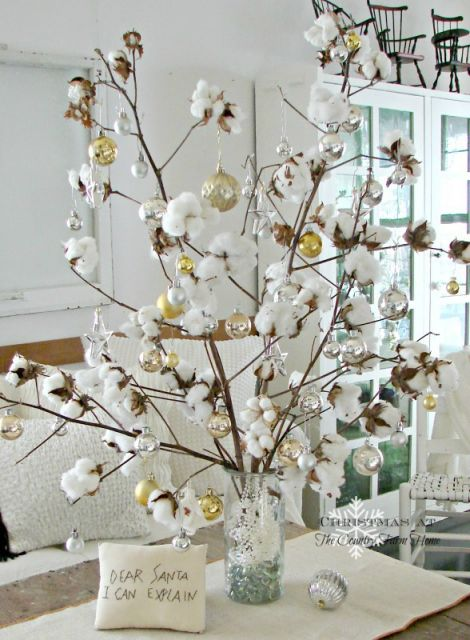 DEAR SANTA
I CAN EXPLAIN
CHRISTMAS AT
The Country Farm Home